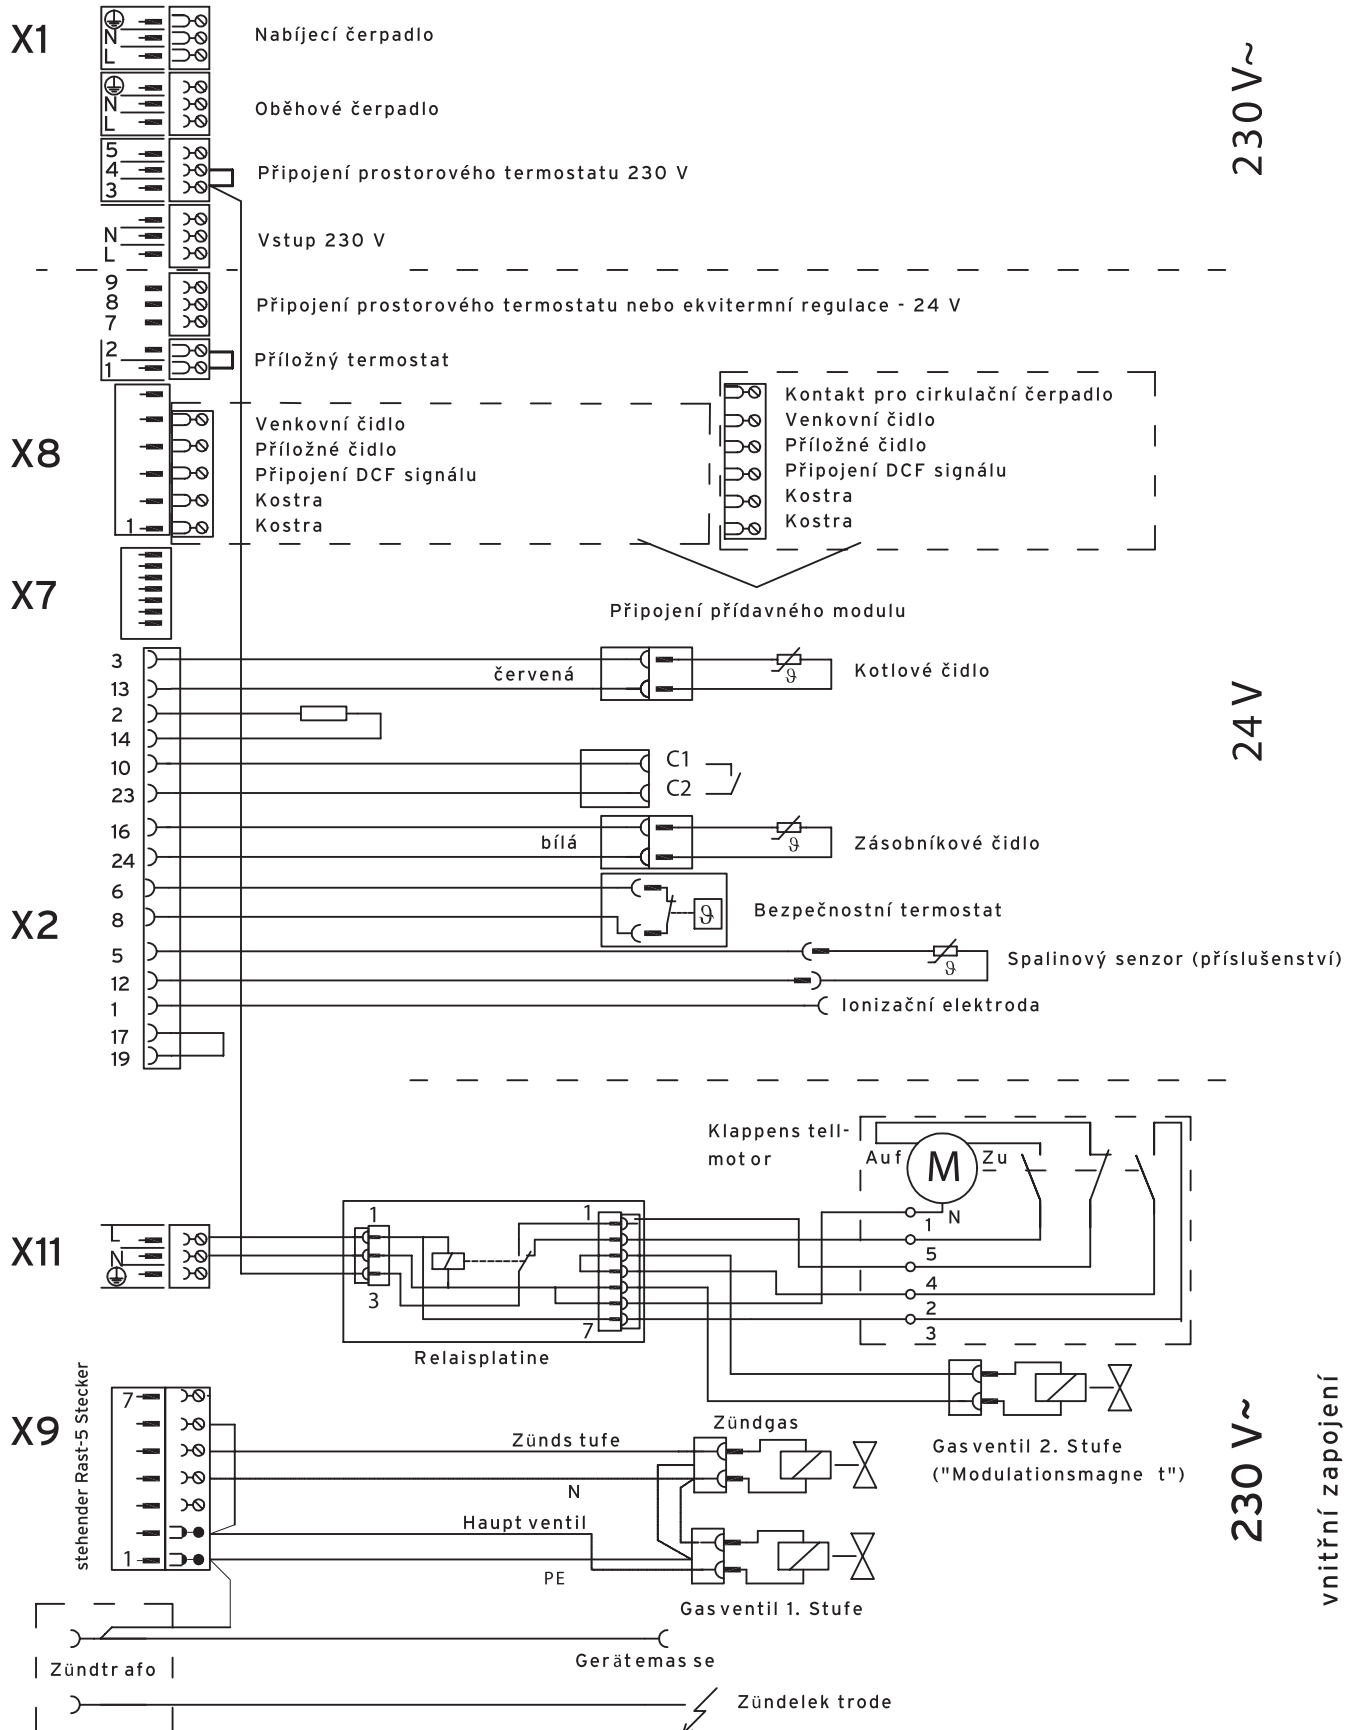 X1
N
L
Nabíjecí čerpadlo
N
L
Oběhové čerpadlo
5
4
3
Připojení prostorového termostatu 230 V
N
L
Vstup 230 V
230 V~
9
8
7
Připojení prostorového termostatu nebo ekvitermní regulace - 24 V
2
1
Příložný termostat
X8
1
Venkovní čidlo
Příložné čidlo
Připojení DCF signálu
Kostra
Kostra
Kontakt pro cirkulační čerpadlo
Venkovní čidlo
Příložné čidlo
Připojení DCF signálu
Kostra
Kostra
X7
Připojení přídavného modulu
3
13
červená
ϑ
Kotlové čidlo
2
14
24 V
10
23
C1
C2
16
24
bílá
ϑ
Zásobníkové čidlo
X2
6
8
ϑ
Bezpečnostní termostat
5
12
ϑ
Spalinový senzor (příslušenství)
1
Ionizační elektroda
17
19
Klappens tell-
mot or
Auf
M
Zu
N
1
5
4
2
3
X11
L
N
1
3
1
7
Relaisplatine
X9
stehender Rast-5 Stecker
7
1
Zünds tufe
N
Haupt ventil
PE
Zündgas
Gas ventil 2. Stufe
("Modulationsmagne t")
Gas ventil 1. Stufe
230 V~
vnitřní zapojení
Zündtr afo
Gerätemas se
Zündelek trode